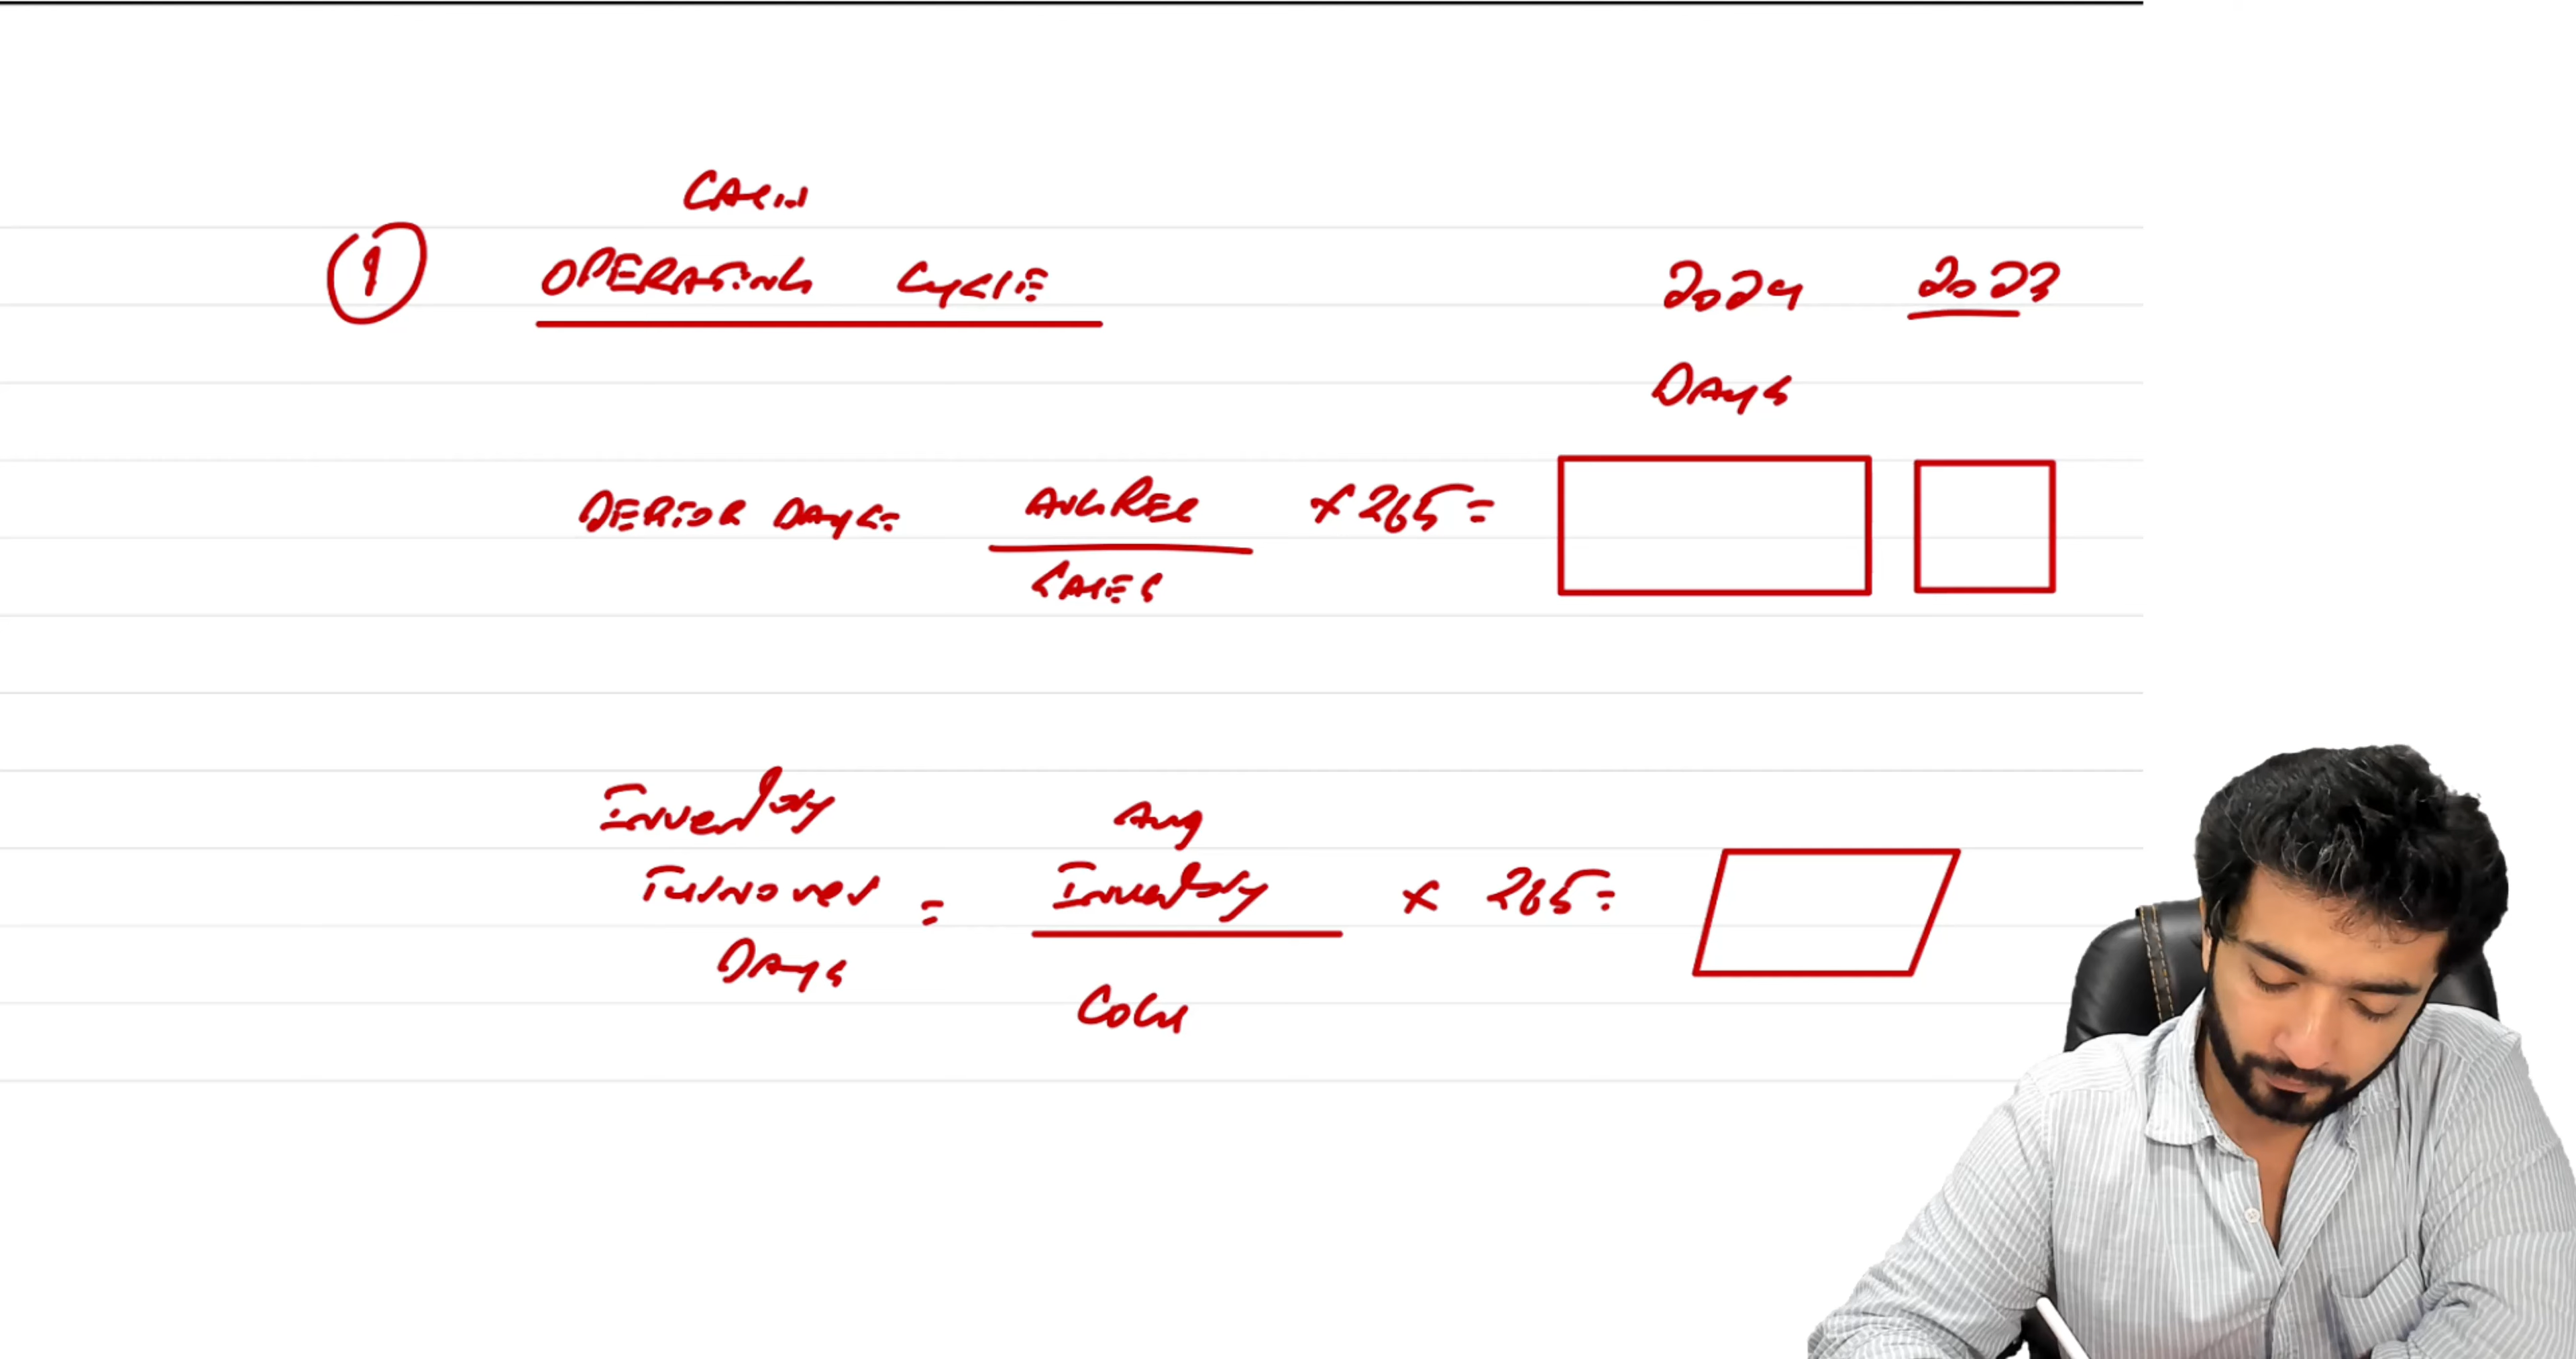 CASH
1 OPERATING CYCLE 2024 2023
DAYS
DEBTOR DAYS = AVG REC × 365 =
SALES
Inventory
Turnover
Days = Avg
Inventory × 365 =
COGS